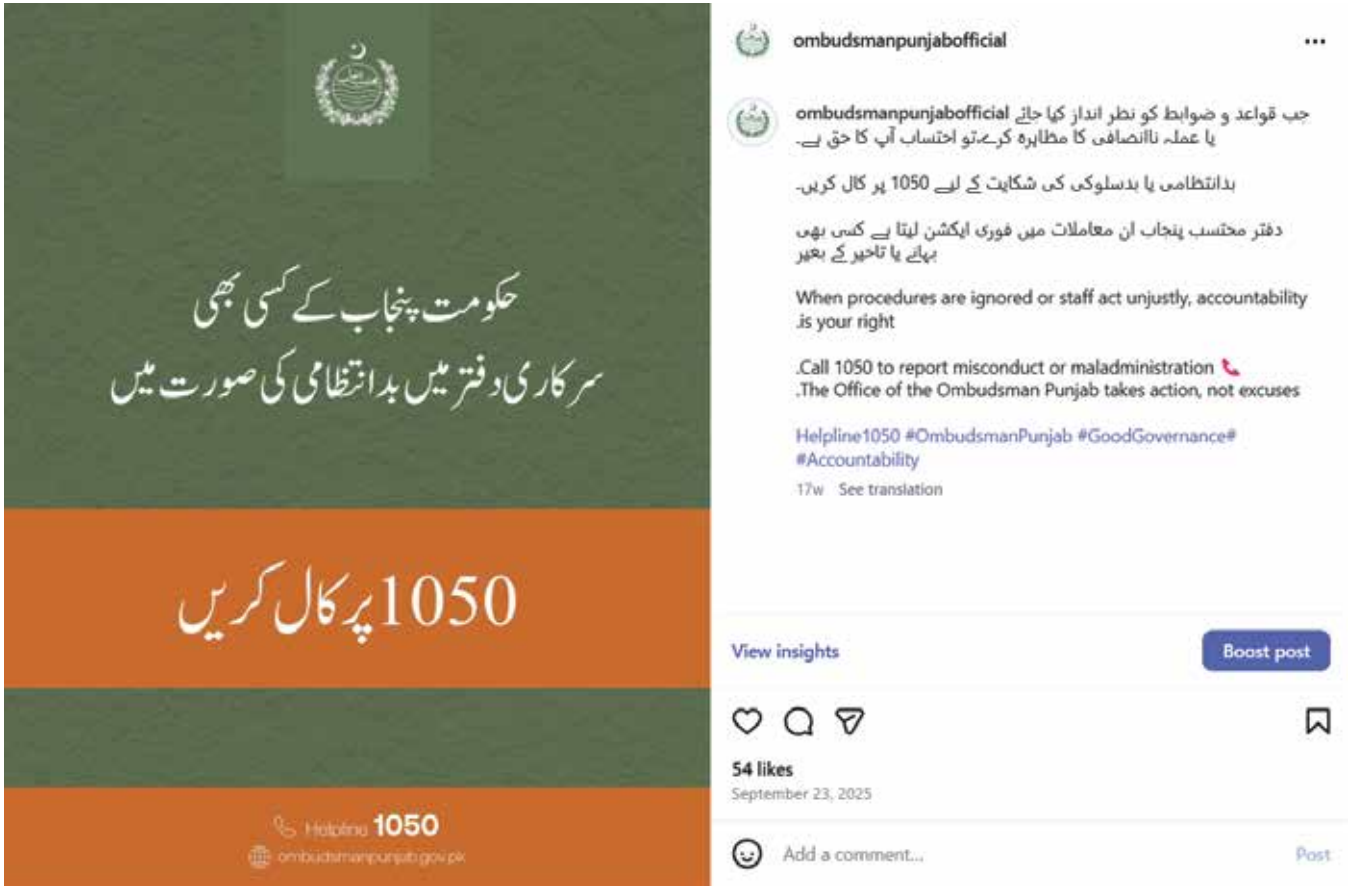 حکومت پنجاب کے کسی بھی
سرکاری دفتر میں بدانتظامی کی صورت میں
1050 پر کال کریں
Helpline 1050
ombudsmanpunjab.gov.pk
ombudsmanpunjabofficial
ombudsmanpunjabofficial جب قواعد و ضوابط کو نظر انداز کیا جائے
یا عملہ ناانصافی کا مظاہرہ کرے،تو احتساب آپ کا حق ہے۔
بدانتظامی یا بدسلوکی کی شکایت کے لیے 1050 پر کال کریں۔
دفتر محتسب پنجاب ان معاملات میں فوری ایکشن لیتا ہے کسی بھی
بہانے یا تاخیر کے بغیر
When procedures are ignored or staff act unjustly, accountability
.is your right
.Call 1050 to report misconduct or maladministration
.The Office of the Ombudsman Punjab takes action, not excuses
Helpline1050 #OmbudsmanPunjab #GoodGovernance#
#Accountability
17w See translation
View insights
Boost post
54 likes
September 23, 2025
Add a comment...
Post